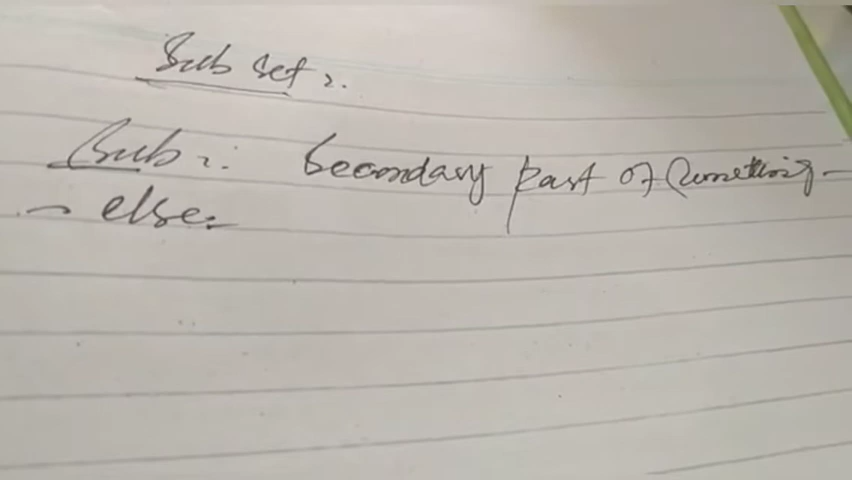 Sub set :-
Sub :- Secondary part of Something -
- else.